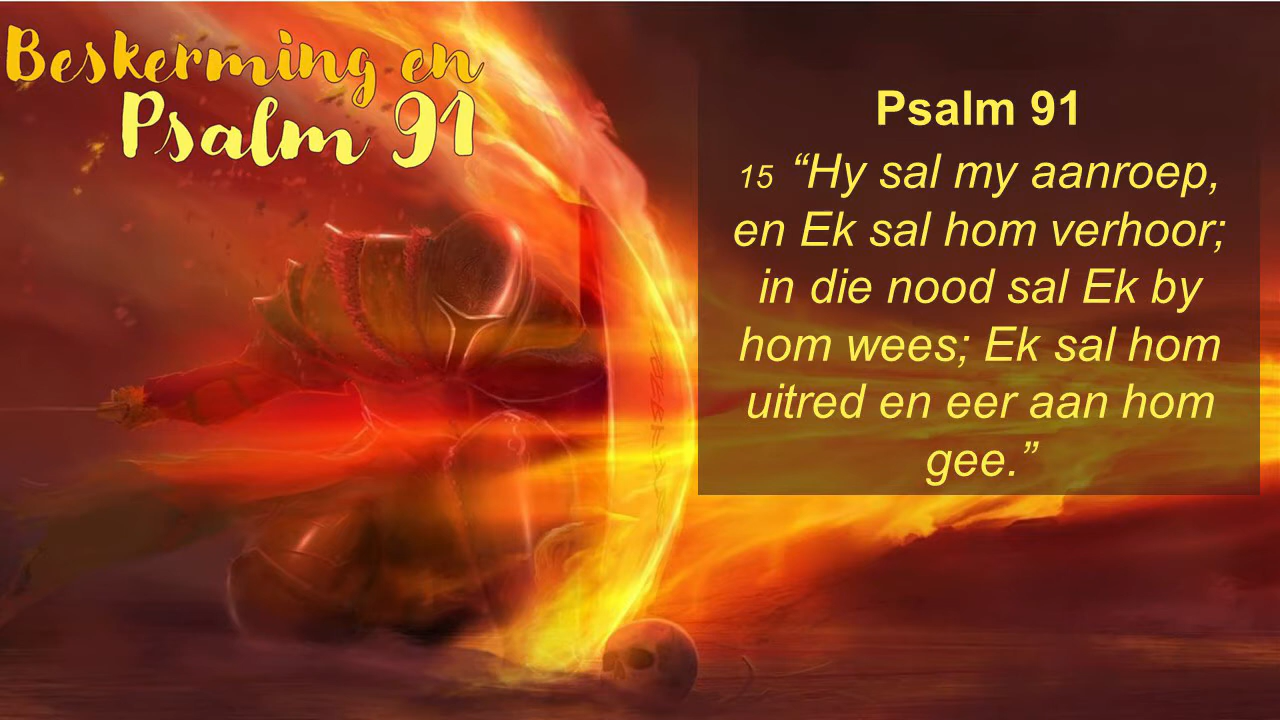 Beskerming en
Psalm 91
Psalm 91
15 “Hy sal my aanroep,
en Ek sal hom verhoor;
in die nood sal Ek by
hom wees; Ek sal hom
uitred en eer aan hom
gee.”